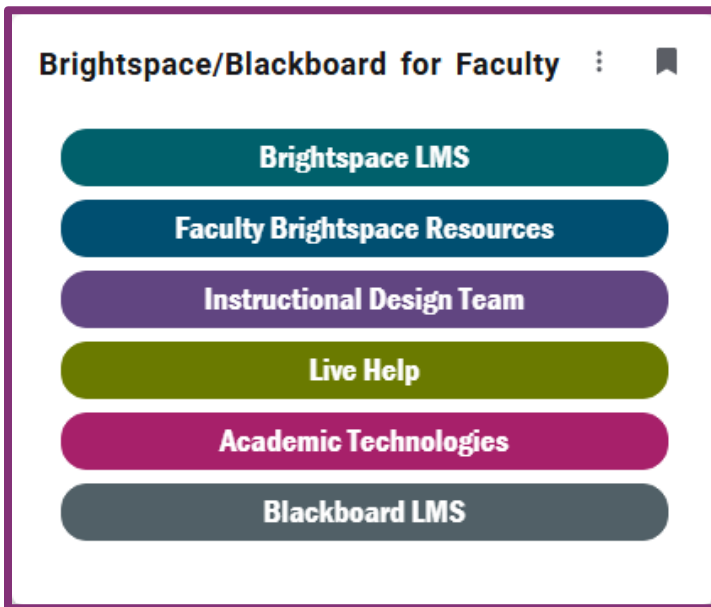 Brightspace/Blackboard for Faculty
Brightspace LMS
Faculty Brightspace Resources
Instructional Design Team
Live Help
Academic Technologies
Blackboard LMS